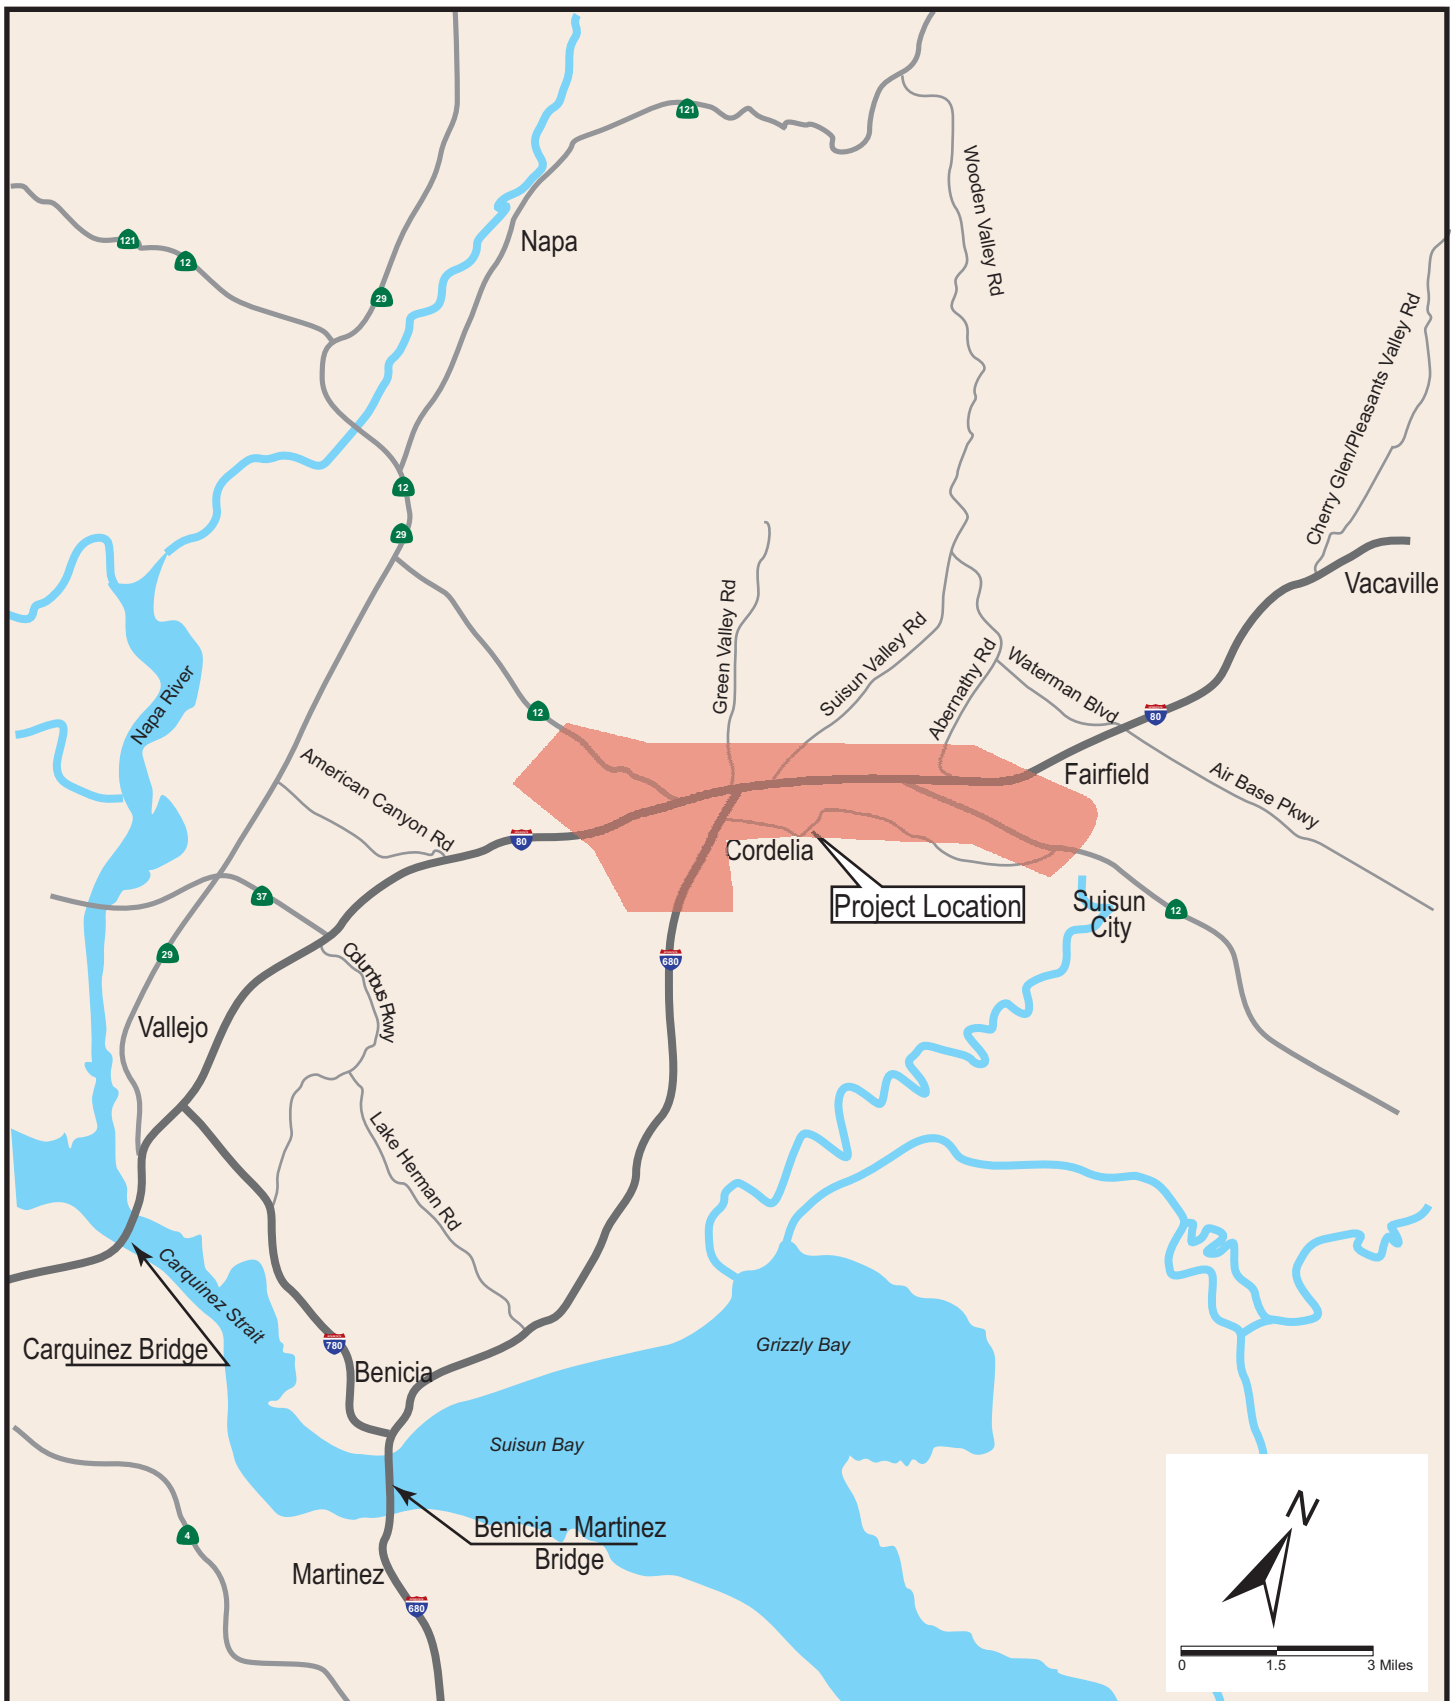 121
Wooden Valley Rd
121
12
Napa
29
Cherry Glen/Pleasants Valley Rd
12
29
Vacaville
Green Valley Rd
Suisun Valley Rd
Abernathy Rd
Waterman Blvd
Napa River
12
80
American Canyon Rd
Fairfield
Air Base Pkwy
80
Cordelia
37
Project Location
Suisun
City
12
29
Columbus Pkwy
680
Vallejo
Lake Herman Rd
Carquinez Strait
Carquinez Bridge
780
Grizzly Bay
Benicia
Suisun Bay
4
Benicia - Martinez
Bridge
Martinez
680
N
0 1.5 3 Miles